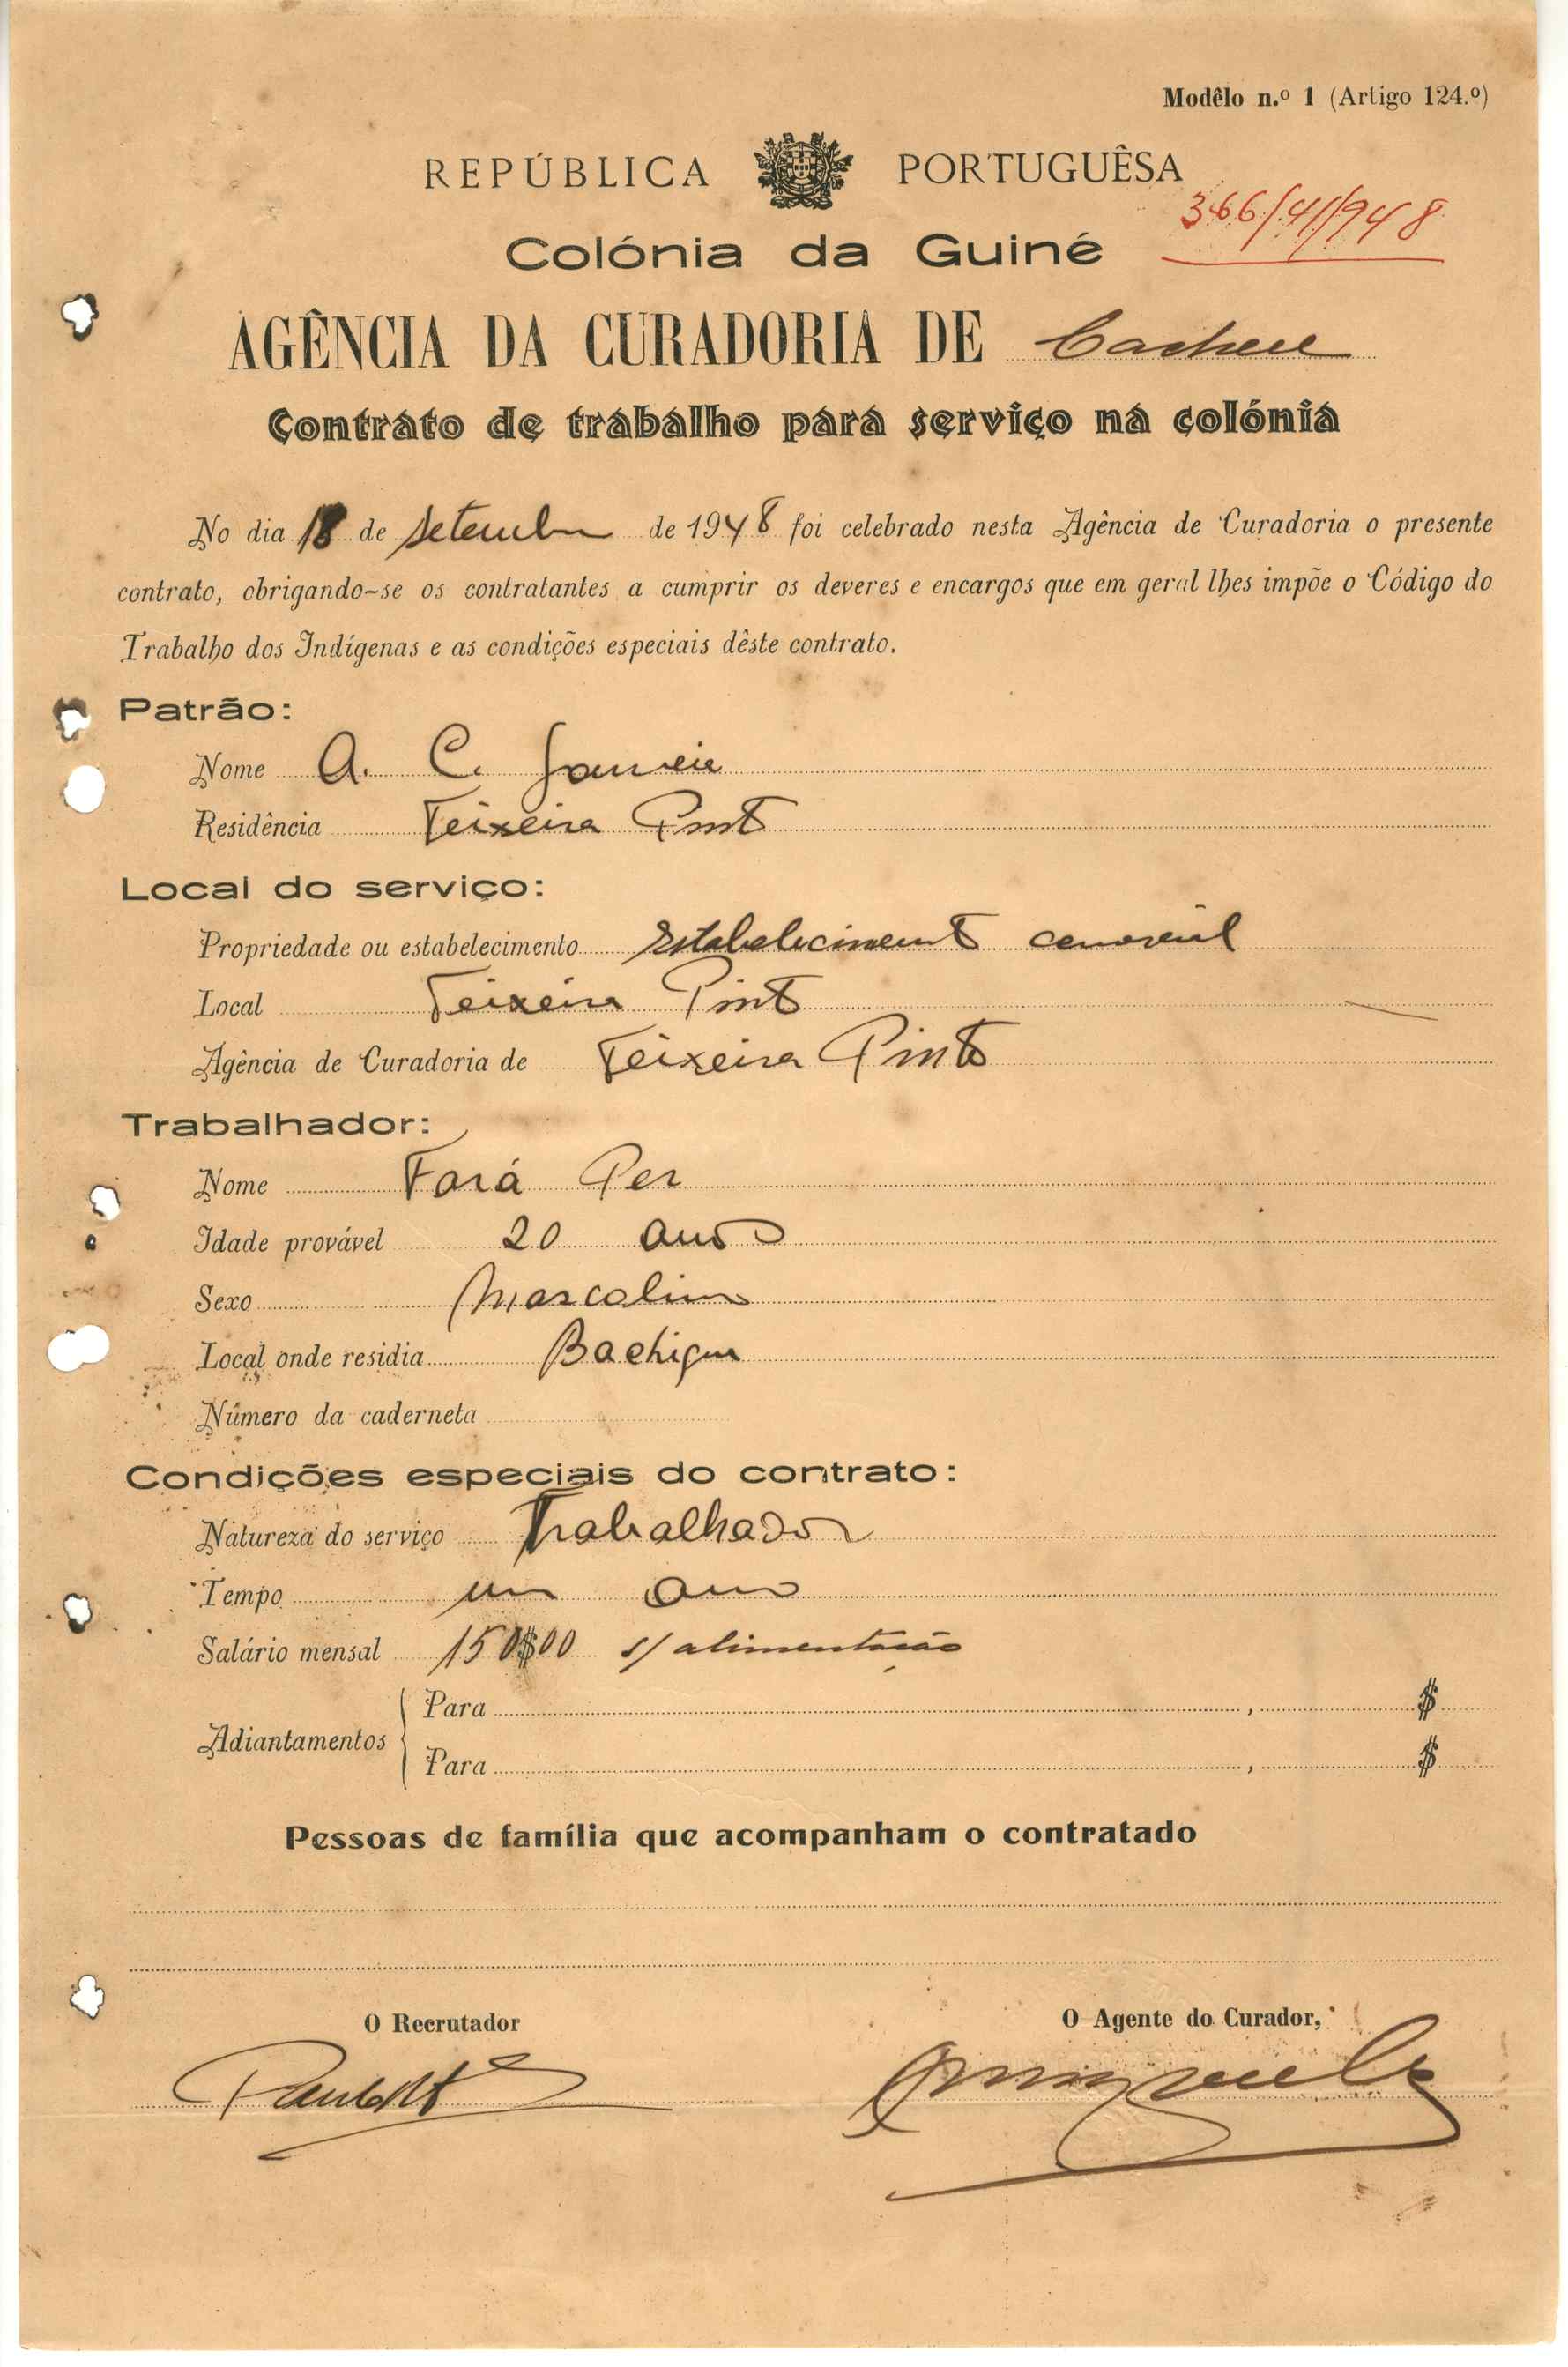 Modêlo n.º 1 (Artigo 124.º)
REPÚBLICA PORTUGUÊSA
366/41/948
Colónia da Guiné
AGÊNCIA DA CURADORIA DE Cacheu
Contrato de trabalho para serviço na colónia
No dia 18 de Setembro de 1948 foi celebrado nesta Agência de Curadoria o presente
contrato, obrigando-se os contratantes a cumprir os deveres e encargos que em geral lhes impõe o Código do
Trabalho dos Indígenas e as condições especiais dêste contrato.
Patrão:
Nome A. C. Gouveia
Residência Teixeira Pinto
Local do serviço:
Propriedade ou estabelecimento Estabelecimento comercial
Local Teixeira Pinto
Agência de Curadoria de Teixeira Pinto
Trabalhador:
Nome Fará
Idade provável 20 anos
Sexo Mascolino
Local onde residia
Número da caderneta
Condições especiais do contrato:
Natureza do serviço Trabalhador
Tempo um ano
Salário mensal 150$00 s/ alimentação
Adiantamentos
Para , $
Para , $
Pessoas de família que acompanham o contratado
O Recrutador
O Agente do Curador,